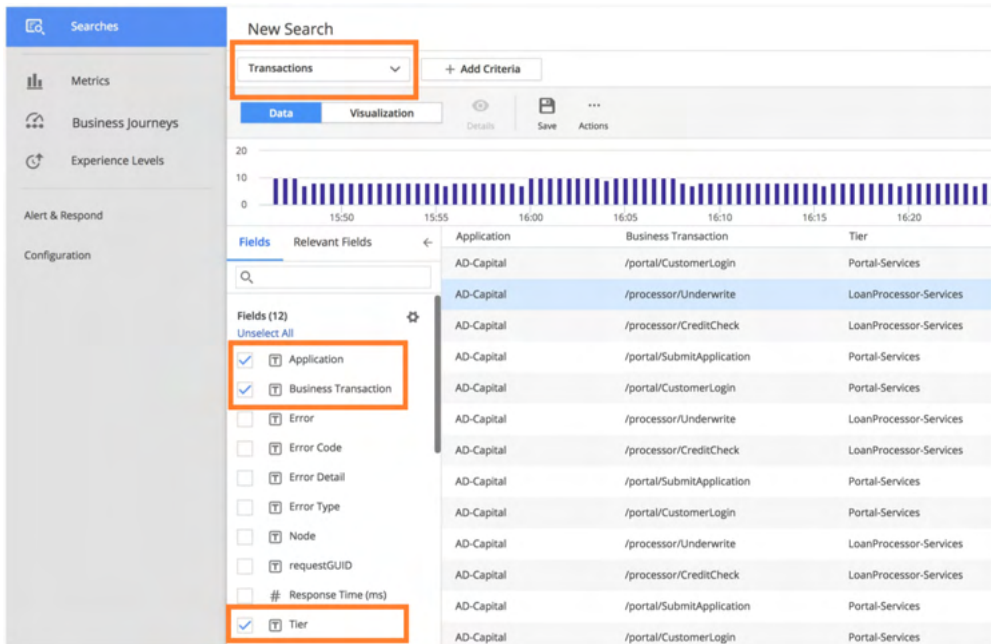 Searches
Metrics
Business Journeys
Experience Levels
Alert & Respond
Configuration
New Search
Transactions
+ Add Criteria
Data Visualization Details Save Actions
20
10
0
15:50 15:55 16:00 16:05 16:10 16:15 16:20
Fields Relevant Fields
Fields (12)
Unselect All
Application
Business Transaction
Error
Error Code
Error Detail
Error Type
Node
requestGUID
# Response Time (ms)
Tier
Application Business Transaction Tier
AD-Capital /portal/CustomerLogin Portal-Services
AD-Capital /processor/Underwrite LoanProcessor-Services
AD-Capital /processor/CreditCheck LoanProcessor-Services
AD-Capital /portal/SubmitApplication Portal-Services
AD-Capital /portal/CustomerLogin Portal-Services
AD-Capital /processor/Underwrite LoanProcessor-Services
AD-Capital /processor/CreditCheck LoanProcessor-Services
AD-Capital /portal/SubmitApplication Portal-Services
AD-Capital /portal/CustomerLogin Portal-Services
AD-Capital /processor/Underwrite LoanProcessor-Services
AD-Capital /processor/CreditCheck LoanProcessor-Services
AD-Capital /portal/SubmitApplication Portal-Services
AD-Capital /portal/CustomerLogin Portal-Services